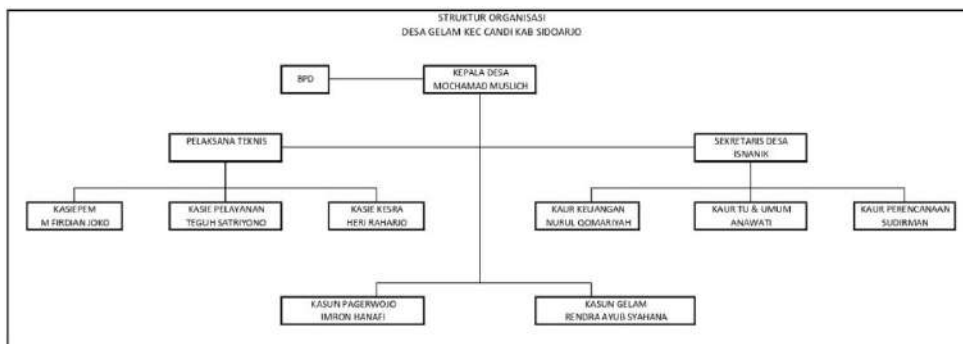 STRUKTUR ORGANISASI
DESA GELAM KEC CANDI KAB SIDOARJO
BPD
KEPALA DESA
MOCHAMAD MUSLICH
PELAKSANA TEKNIS
SEKRETARIS DESA
ISNANIK
KASIE PEM
M FIRDIAN JOKO
KASIE PELAYANAN
TEGUH SATRIYONO
KASIE KESRA
HERI RAHARJO
KAUR KEUANGAN
NURUL QOMARIYAH
KAUR TU & UMUM
ANAWATI
KAUR PERENCANAAN
SUDIRMAN
KASUN PAGERWOJO
IMRON HANAFI
KASUN GELAM
RENDRA AYUB SYAHANA